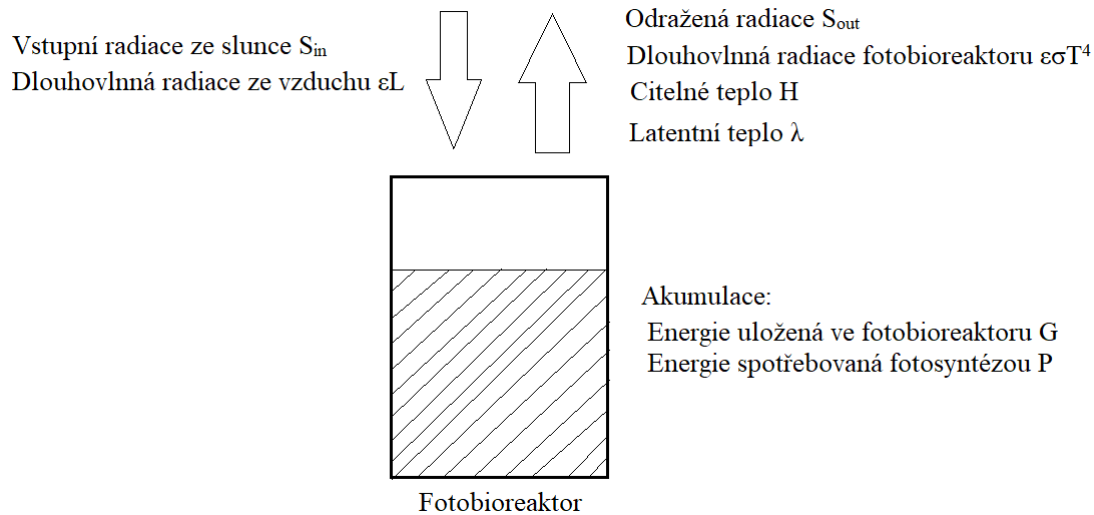 Vstupní radiace ze slunce Sin
Dlouhovlnná radiace ze vzduchu εL
Odražená radiace Sout
Dlouhovlnná radiace fotobioreaktoru εσT⁴
Citelné teplo H
Latentní teplo λ
Akumulace:
Energie uložená ve fotobioreaktoru G
Energie spotřebovaná fotosyntézou P
Fotobioreaktor